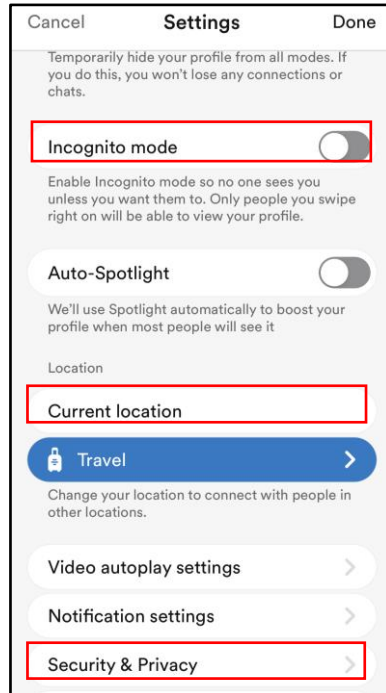 Cancel Settings Done
Temporarily hide your profile from all modes. If
you do this, you won't lose any connections or
chats.
Incognito mode
Enable Incognito mode so no one sees you
unless you want them to. Only people you swipe
right on will be able to view your profile.
Auto-Spotlight
We'll use Spotlight automatically to boost your
profile when most people will see it
Location
Current location
Travel
Change your location to connect with people in
other locations.
Video autoplay settings
Notification settings
Security & Privacy